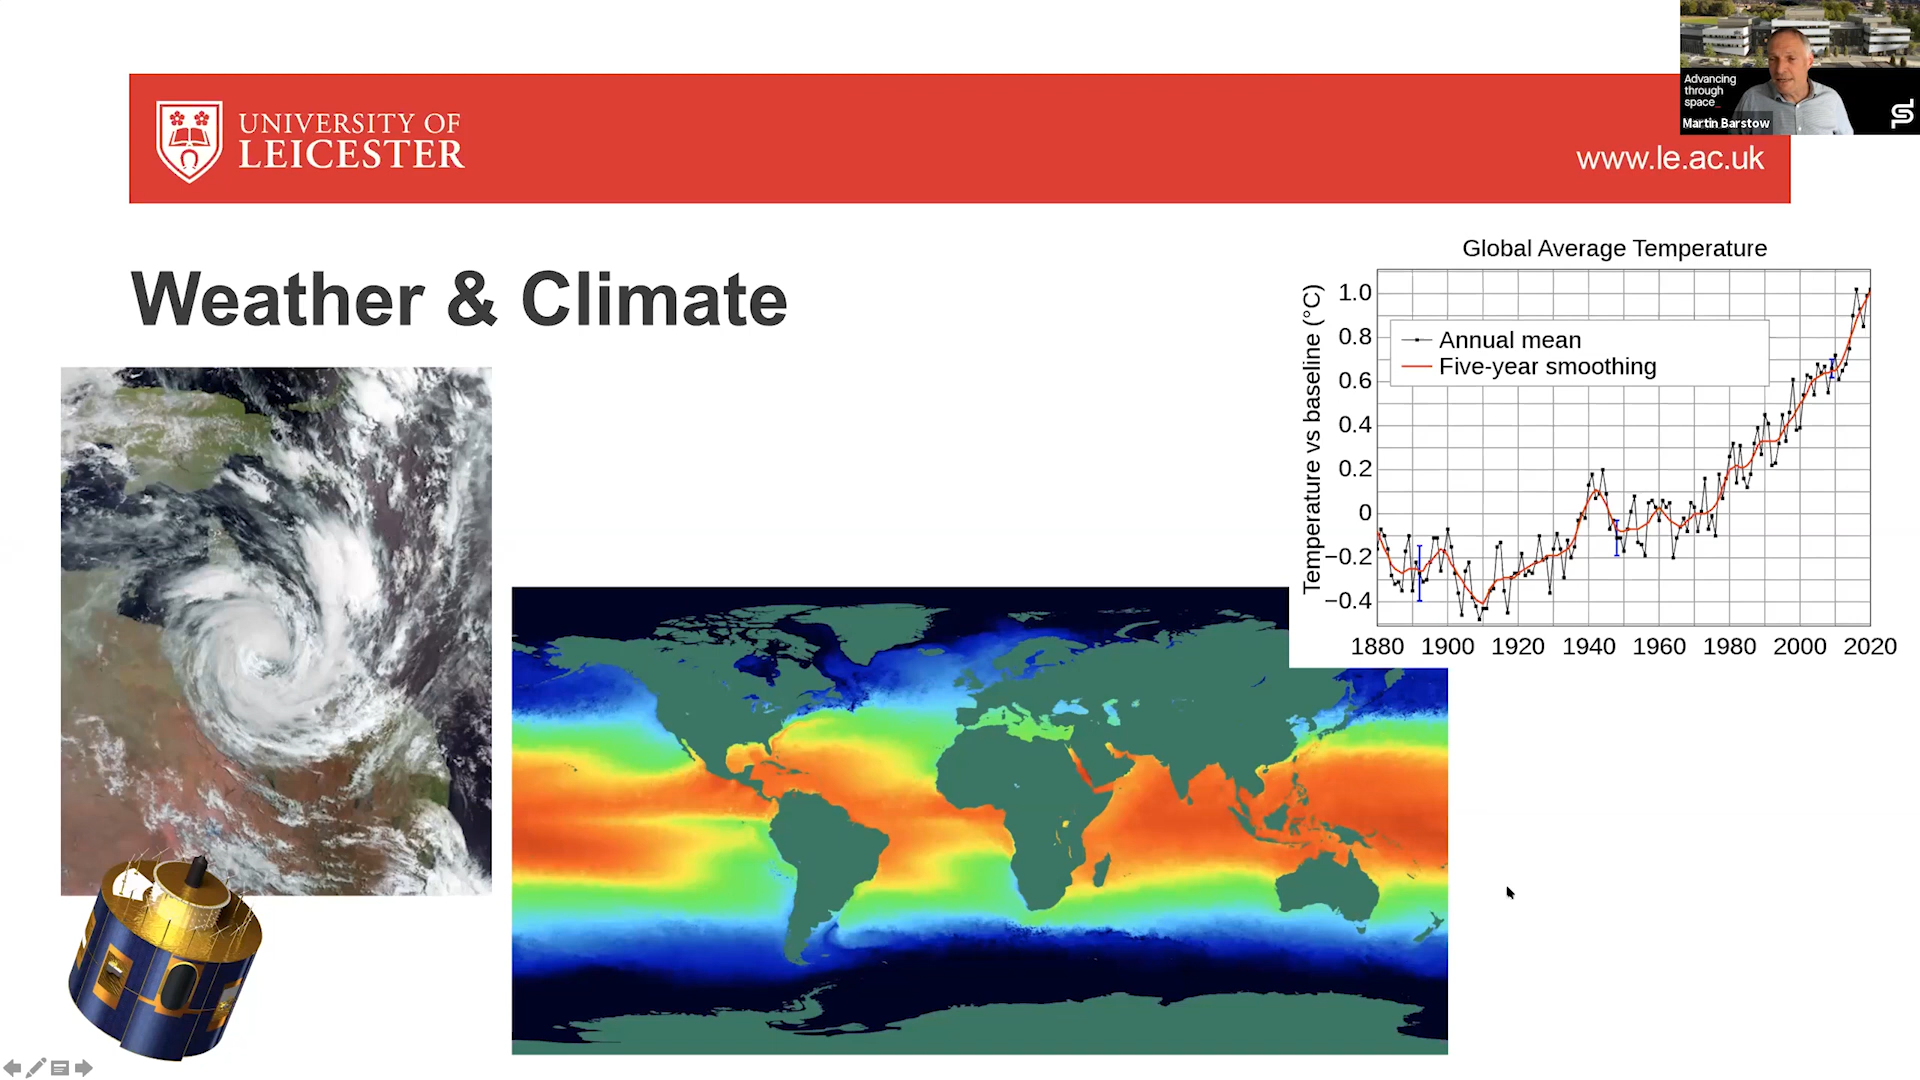 UNIVERSITY OF
LEICESTER
www.le.ac.uk
Advancing
through
space_
Martin Barstow
Weather & Climate
Global Average Temperature
Temperature vs baseline (°C)
1.0
0.8
0.6
0.4
0.2
0
−0.2
−0.4
Annual mean
Five-year smoothing
1880 1900 1920 1940 1960 1980 2000 2020